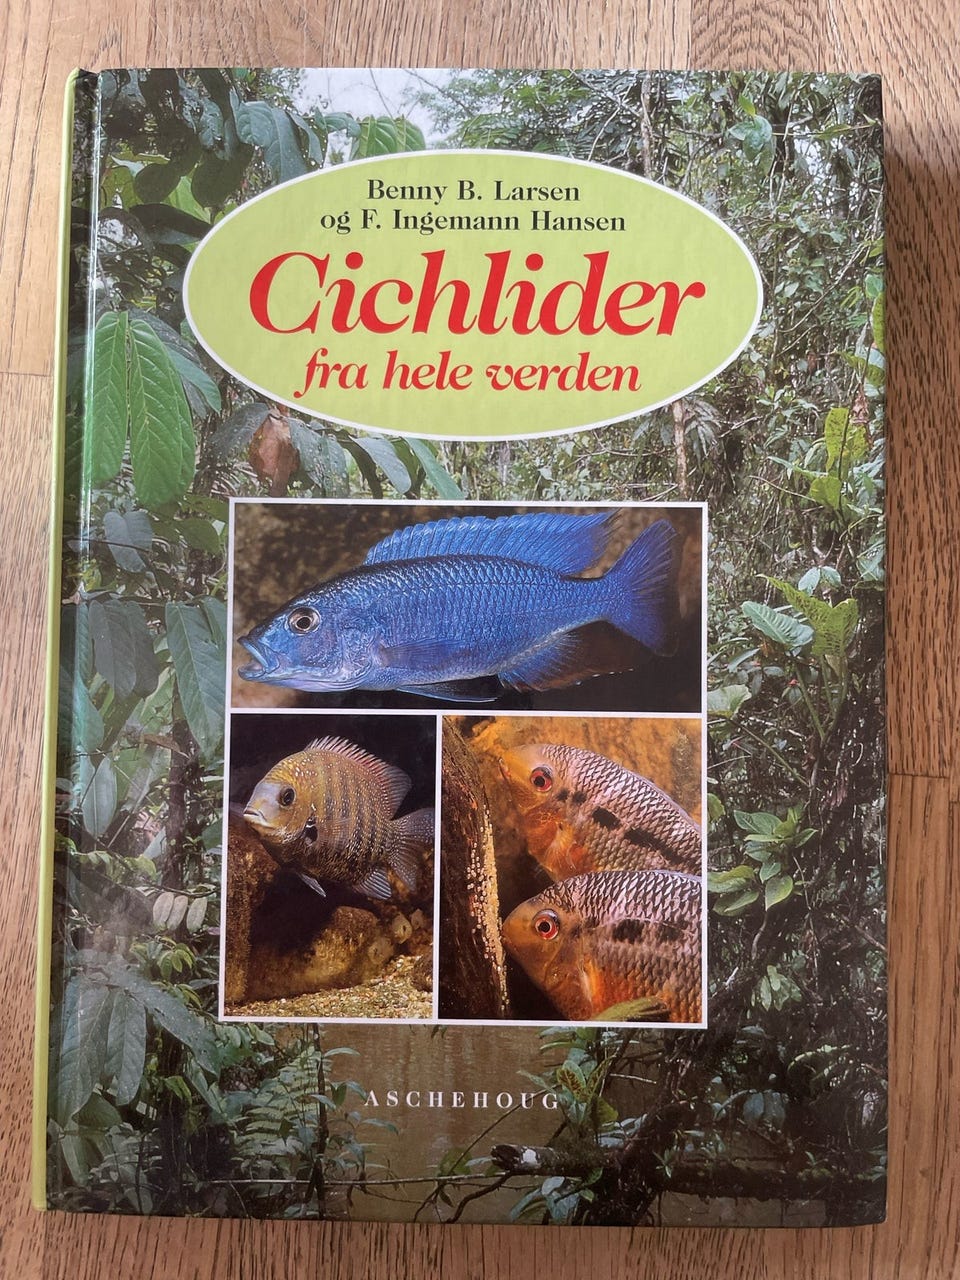 Benny B. Larsen
og F. Ingemann Hansen
Cichlider
fra hele verden
ASCHEHOUG